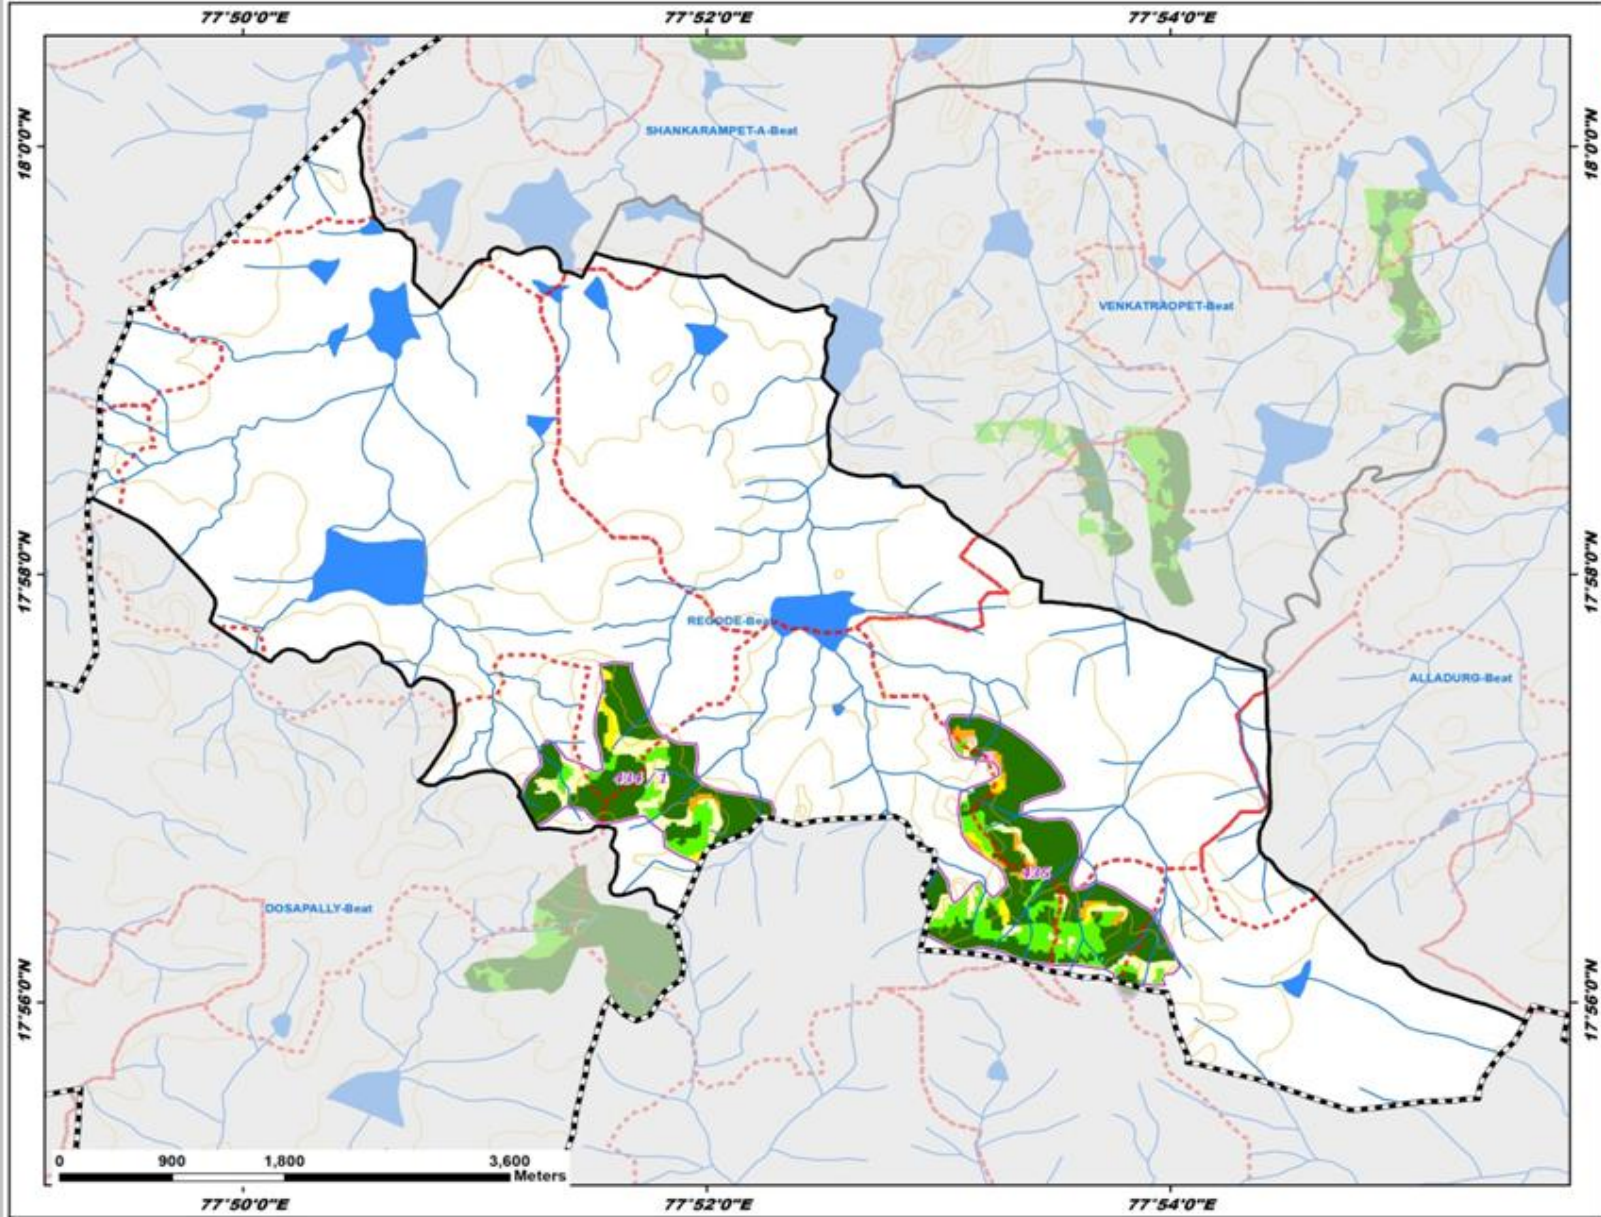 77°50'0"E 77°52'0"E 77°54'0"E
SHANKARAMPET-A-Beat
18°0'0"N 18°0'0"N
VENKATRAOPET-Beat
17°58'0"N 17°58'0"N
REGODE-Beat
ALLADURG-Beat
434 1
435
DOSAPALLY-Beat
17°56'0"N 17°56'0"N
0 900 1,800 3,600
Meters
77°50'0"E 77°52'0"E 77°54'0"E